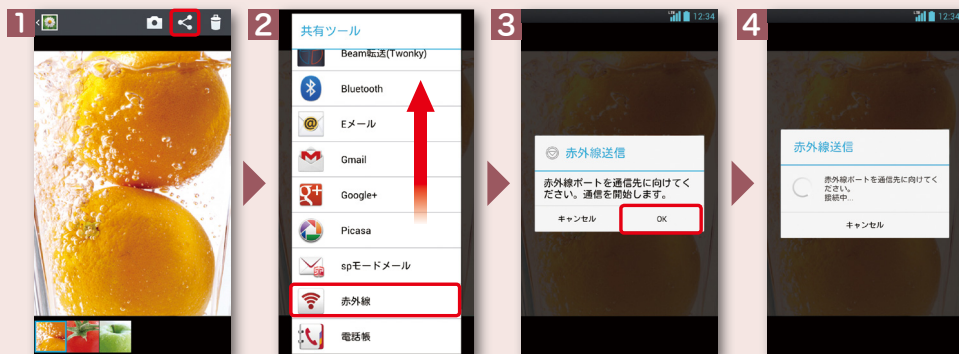 1
2
共有ツール
Beam転送(Twonky)
Bluetooth
Eメール
Gmail
Google+
Picasa
spモードメール
赤外線
電話帳
3
12:34
赤外線送信
赤外線ポートを通信先に向けてく
ださい。通信を開始します。
キャンセル
OK
4
12:34
赤外線送信
赤外線ポートを通信先に向けてく
ださい。
接続中...
キャンセル